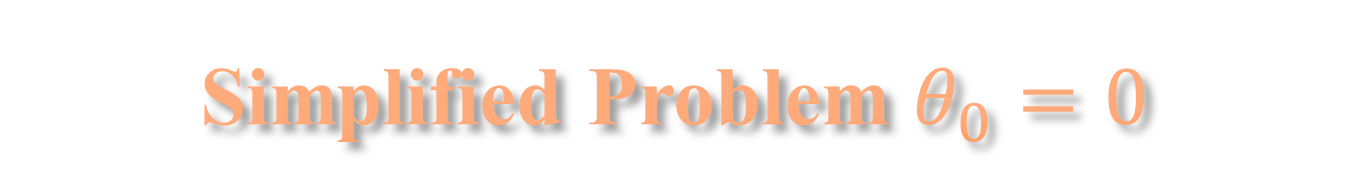 Simplified Problem θ₀ = 0